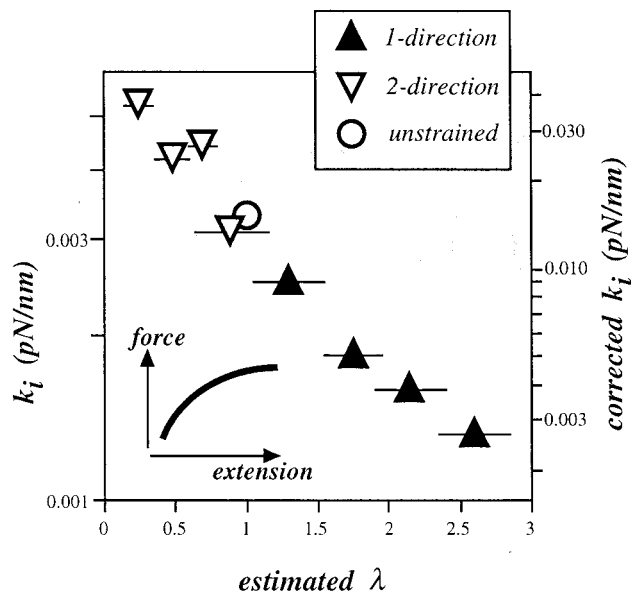 1-direction
2-direction
unstrained
0.003
0.001
k_i (pN/nm)
0.030
0.010
0.003
corrected k_i (pN/nm)
force
extension
0 0.5 1 1.5 2 2.5 3
estimated λ